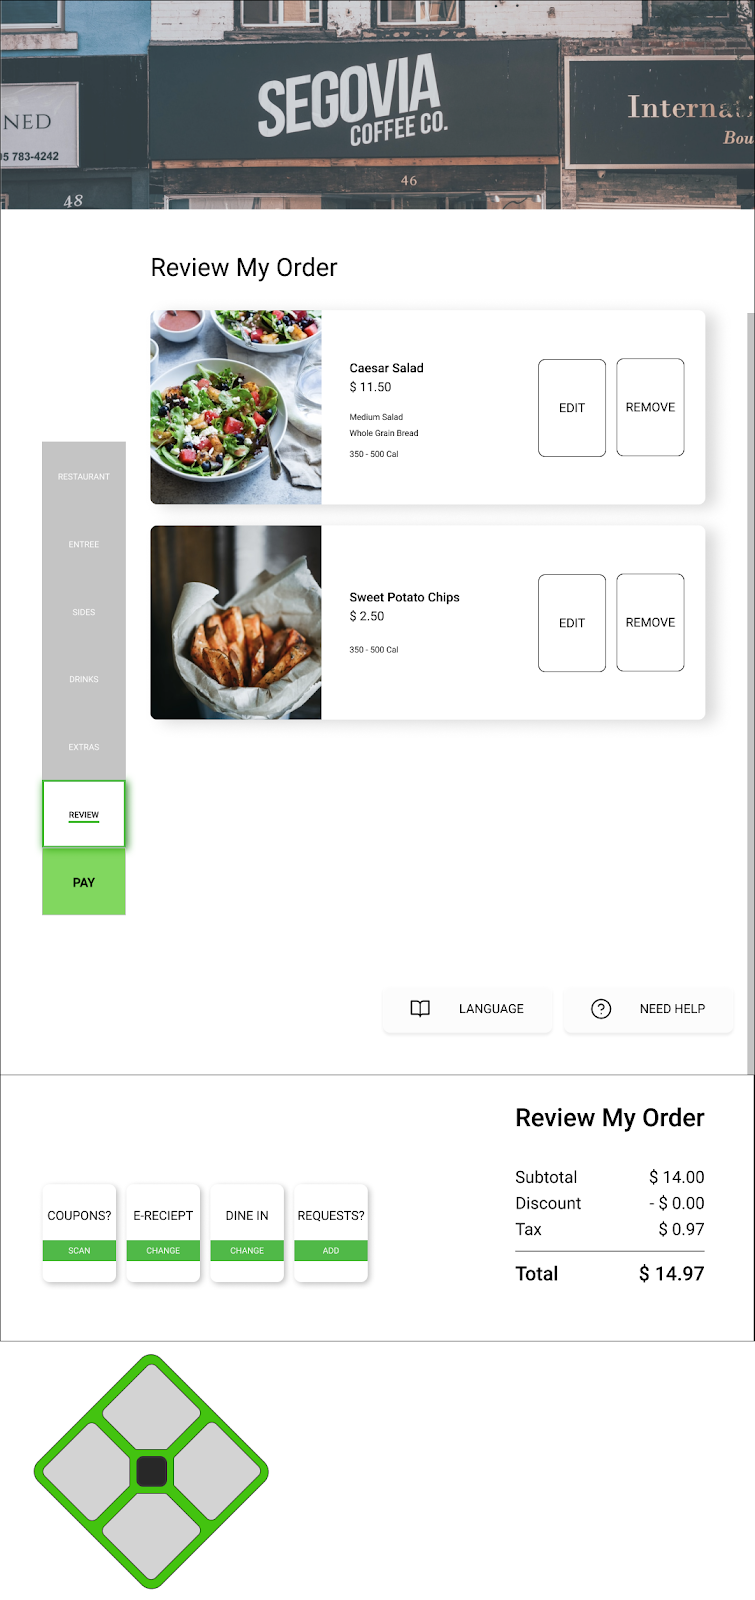 SEGOVIA
COFFEE CO.
NED
05 783-4242
48
46
Internati
Bou
Review My Order
Caesar Salad
$ 11.50
Medium Salad
Whole Grain Bread
350 - 500 Cal
EDIT
REMOVE
Sweet Potato Chips
$ 2.50
350 - 500 Cal
EDIT
REMOVE
RESTAURANT
ENTREE
SIDES
DRINKS
EXTRAS
REVIEW
PAY
LANGUAGE
NEED HELP
COUPONS?
SCAN
E-RECIEPT
CHANGE
DINE IN
CHANGE
REQUESTS?
ADD
Review My Order
Subtotal $ 14.00
Discount - $ 0.00
Tax $ 0.97
Total $ 14.97